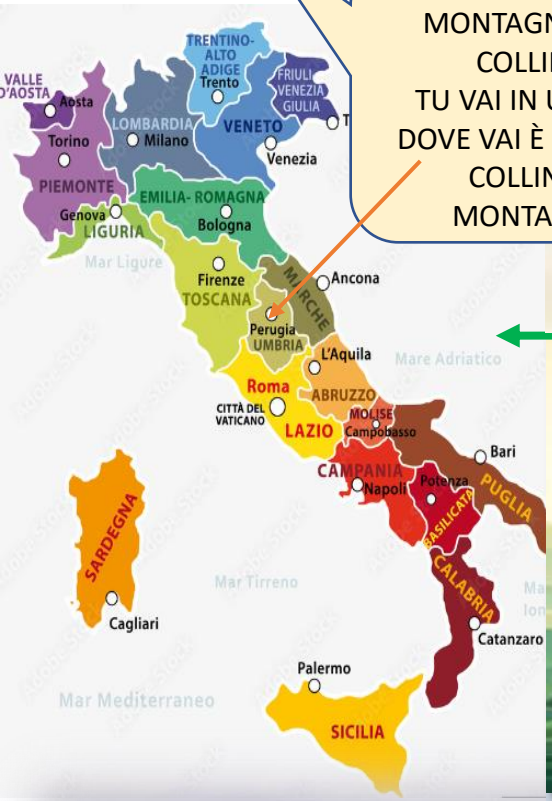 MONTAGN
COLLI
TU VAI IN
DOVE VAI È
COLLIN
MONTA
TRENTINO-
ALTO
ADIGE
Trento
FRIULI
VENEZIA
GIULIA
VALLE
D'AOSTA
Aosta
LOMBARDIA
Milano
VENETO
T
Venezia
Torino
PIEMONTE
EMILIA- ROMAGNA
Bologna
Genova
LIGURIA
Mar Ligure
Firenze
TOSCANA
MARCHE
Ancona
Perugia
UMBRIA
L'Aquila
Mare Adriatico
Roma
CITTÀ DEL
VATICANO
LAZIO
ABRUZZO
MOLISE
Campobasso
Bari
PUGLIA
CAMPANIA
Napoli
Potenza
BASILICATA
SARDEGNA
Cagliari
Mar Tirreno
CALABRIA
Ma
Ion
Catanzaro
Palermo
Mar Mediterraneo
SICILIA